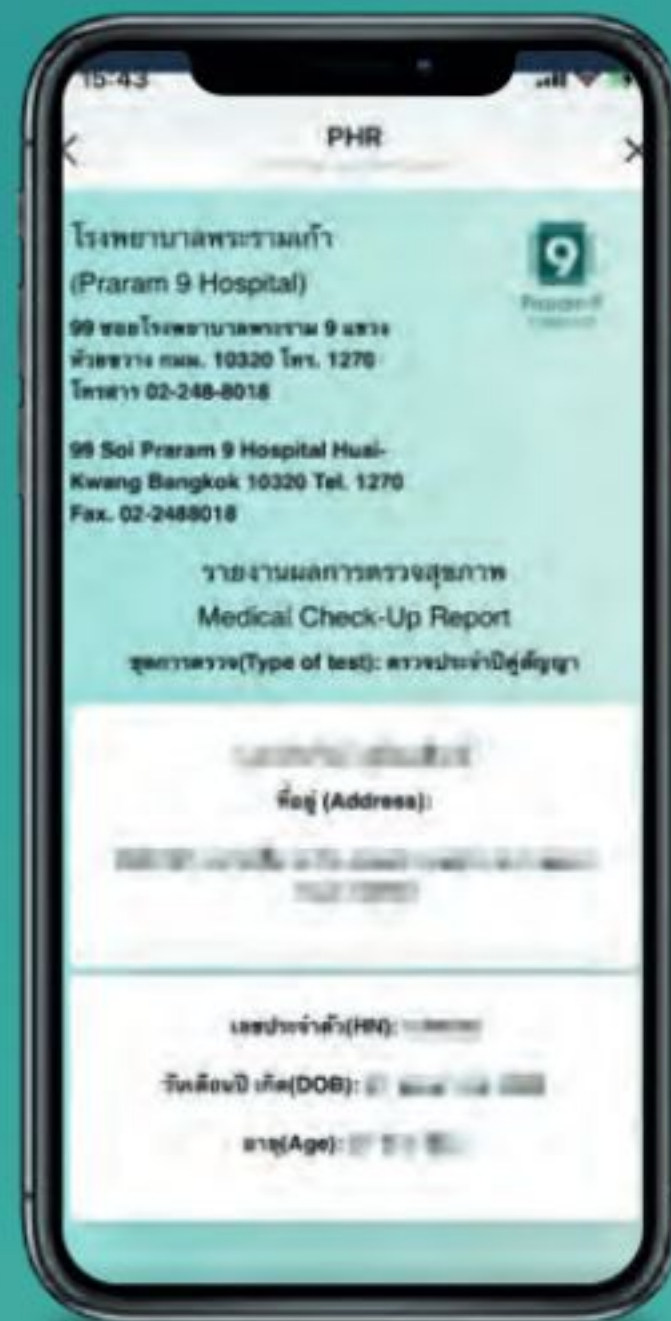 15:43
PHR
โรงพยาบาลพระรามเก้า
(Praram 9 Hospital)
9
Praram 9
99 ซอยโรงพยาบาลพระราม 9 แขวง
ห้วยขวาง กทม. 10320 โทร. 1270
โทรสาร 02-248-8018
99 Soi Praram 9 Hospital Huai-
Kwang Bangkok 10320 Tel. 1270
Fax. 02-2488018
รายงานผลการตรวจสุขภาพ
Medical Check-Up Report
ชุดการตรวจ(Type of test): ตรวจประจำปีคู่สัญญา
ที่อยู่ (Address):
เลขประจำตัว(HN):
วันเดือนปี เกิด(DOB):
อายุ(Age):